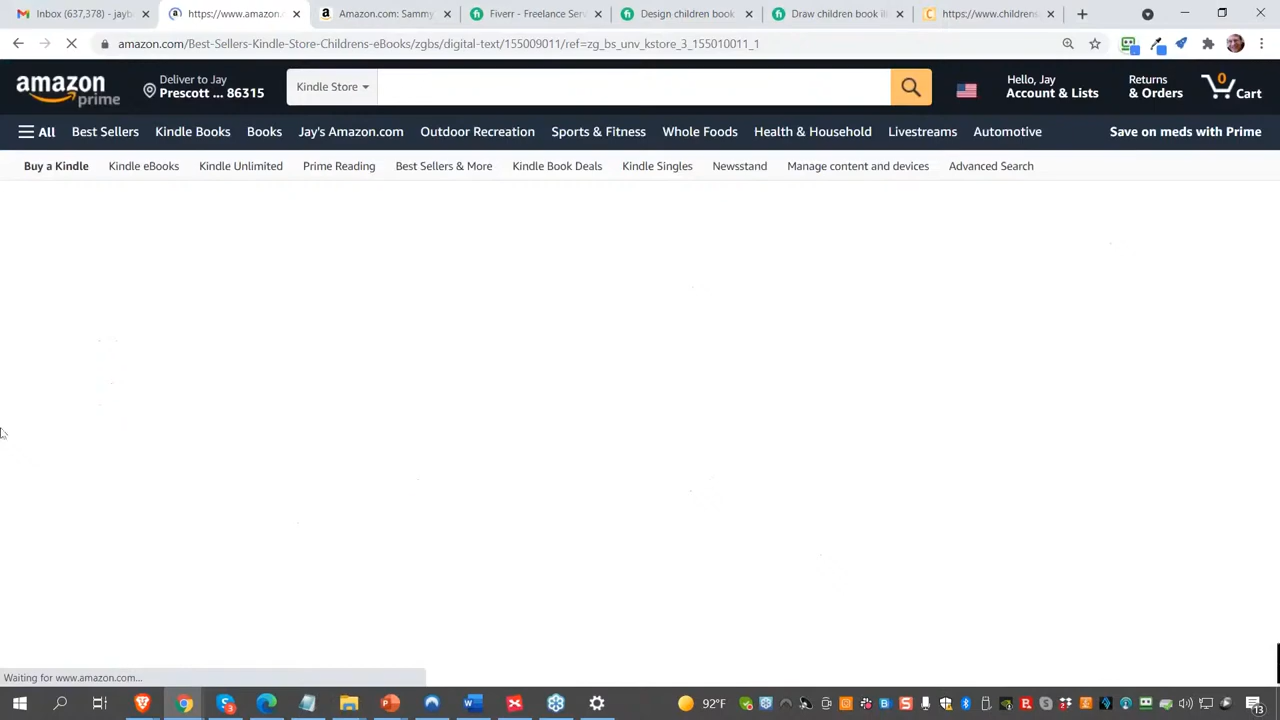 Inbox (637,378) - jayb
https://www.amazon.
Amazon.com: Sammy
Fiverr - Freelance Serv
Design children book
Draw children book il
https://www.children
amazon.com/Best-Sellers-Kindle-Store-Childrens-eBooks/zgbs/digital-text/155009011/ref=zg_bs_unv_kstore_3_155010011_1
amazon prime
Deliver to Jay
Prescott ... 86315
Kindle Store
Hello, Jay
Account & Lists
Returns
& Orders
0
Cart
All
Best Sellers
Kindle Books
Books
Jay's Amazon.com
Outdoor Recreation
Sports & Fitness
Whole Foods
Health & Household
Livestreams
Automotive
Save on meds with Prime
Buy a Kindle
Kindle eBooks
Kindle Unlimited
Prime Reading
Best Sellers & More
Kindle Book Deals
Kindle Singles
Newsstand
Manage content and devices
Advanced Search
Waiting for www.amazon.com...
92°F
13